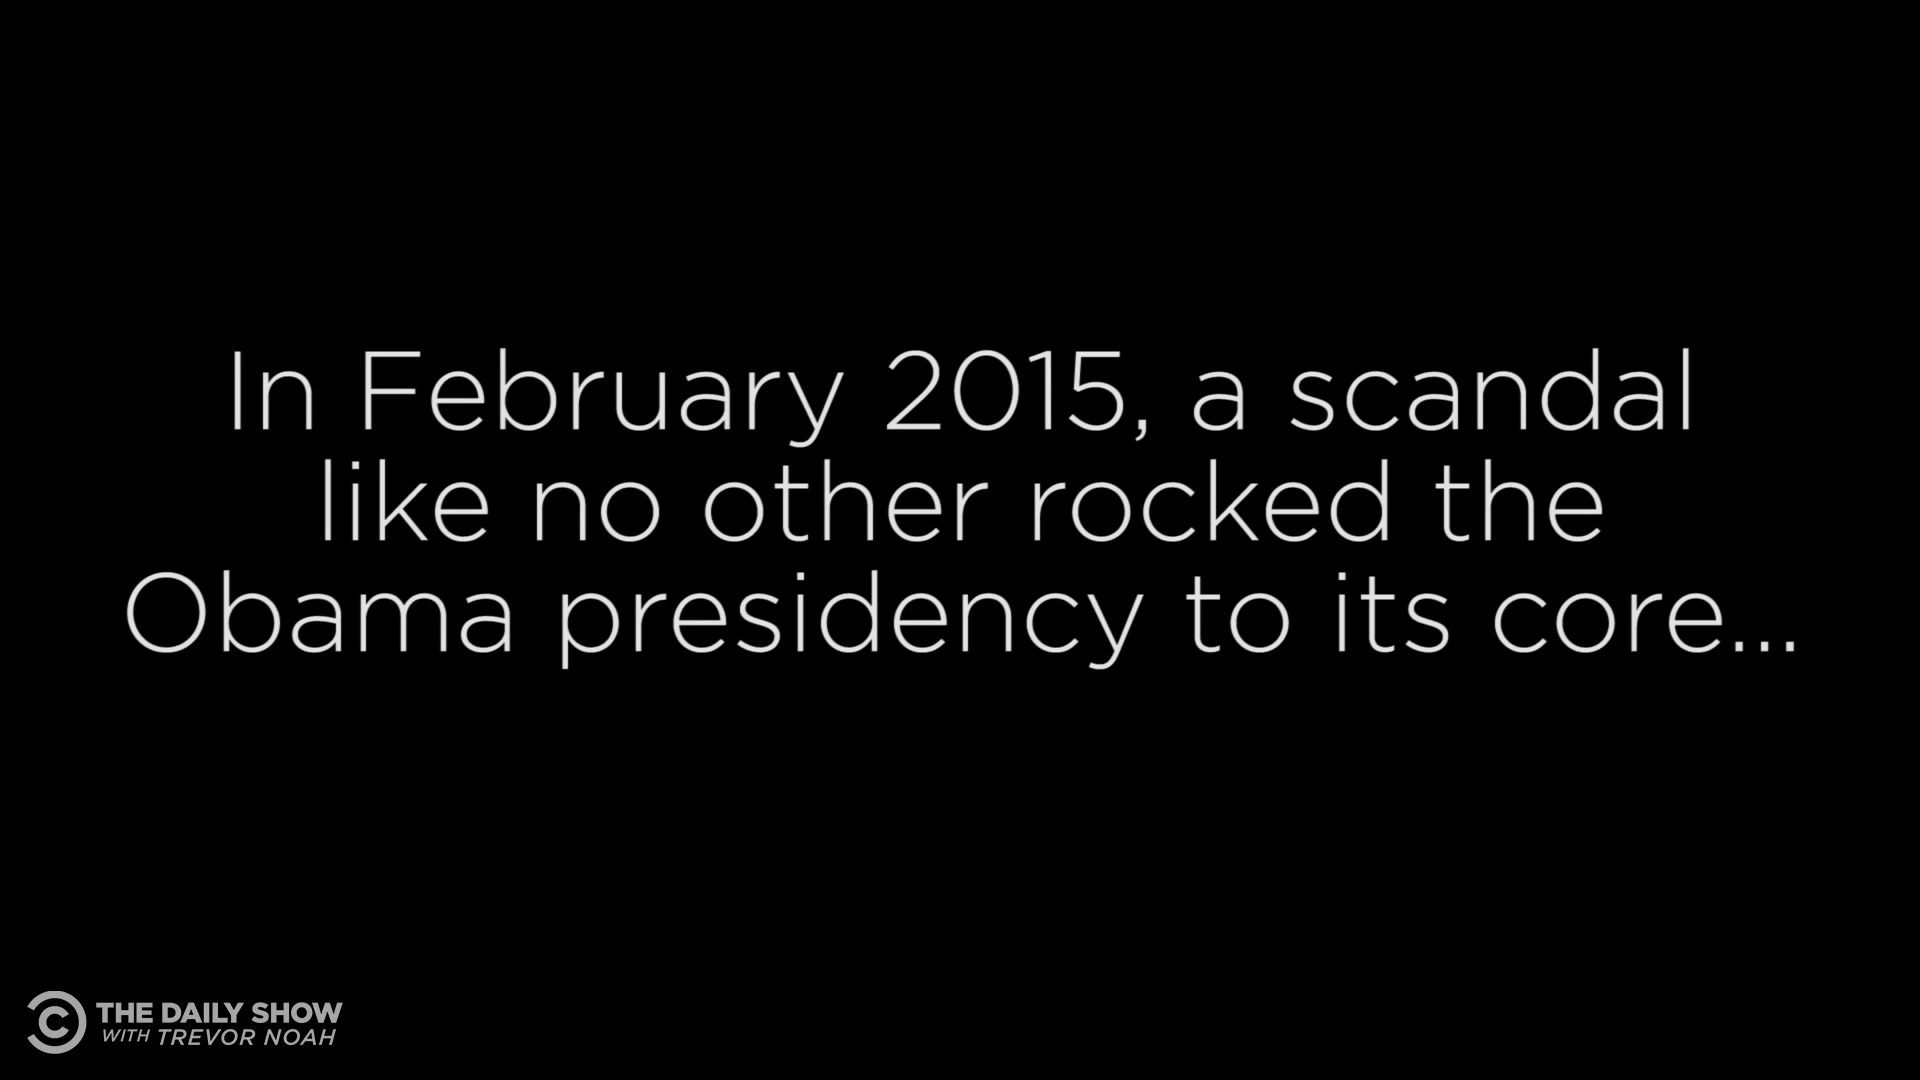 In February 2015, a scandal
like no other rocked the
Obama presidency to its core...
THE DAILY SHOW
WITH TREVOR NOAH